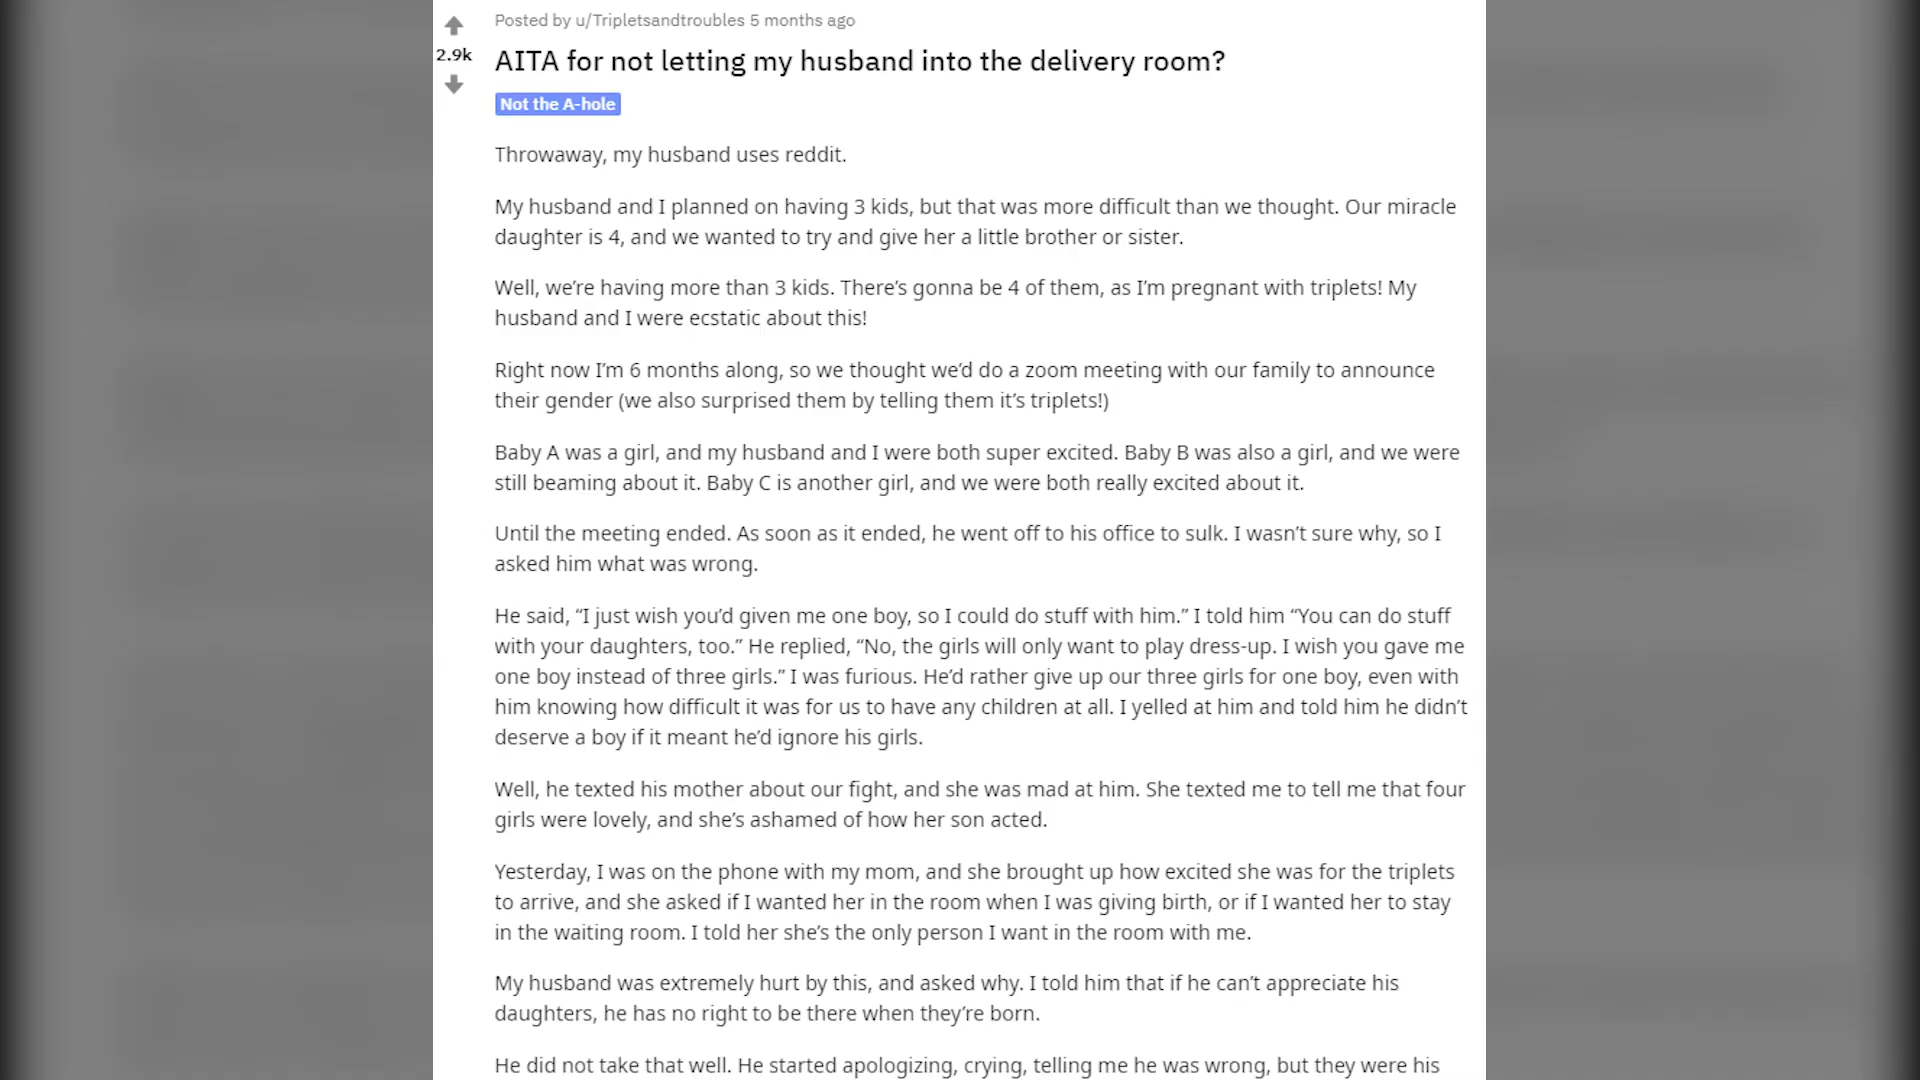 Posted by u/Tripletsandtroubles 5 months ago
2.9k
AITA for not letting my husband into the delivery room?
Not the A-hole
Throwaway, my husband uses reddit.
My husband and I planned on having 3 kids, but that was more difficult than we thought. Our miracle
daughter is 4, and we wanted to try and give her a little brother or sister.
Well, we’re having more than 3 kids. There’s gonna be 4 of them, as I’m pregnant with triplets! My
husband and I were ecstatic about this!
Right now I’m 6 months along, so we thought we’d do a zoom meeting with our family to announce
their gender (we also surprised them by telling them it’s triplets!)
Baby A was a girl, and my husband and I were both super excited. Baby B was also a girl, and we were
still beaming about it. Baby C is another girl, and we were both really excited about it.
Until the meeting ended. As soon as it ended, he went off to his office to sulk. I wasn’t sure why, so I
asked him what was wrong.
He said, “I just wish you’d given me one boy, so I could do stuff with him.” I told him “You can do stuff
with your daughters, too.” He replied, “No, the girls will only want to play dress-up. I wish you gave me
one boy instead of three girls.” I was furious. He’d rather give up our three girls for one boy, even with
him knowing how difficult it was for us to have any children at all. I yelled at him and told him he didn’t
deserve a boy if it meant he’d ignore his girls.
Well, he texted his mother about our fight, and she was mad at him. She texted me to tell me that four
girls were lovely, and she’s ashamed of how her son acted.
Yesterday, I was on the phone with my mom, and she brought up how excited she was for the triplets
to arrive, and she asked if I wanted her in the room when I was giving birth, or if I wanted her to stay
in the waiting room. I told her she’s the only person I want in the room with me.
My husband was extremely hurt by this, and asked why. I told him that if he can’t appreciate his
daughters, he has no right to be there when they’re born.
He did not take that well. He started apologizing, crying, telling me he was wrong, but they were his